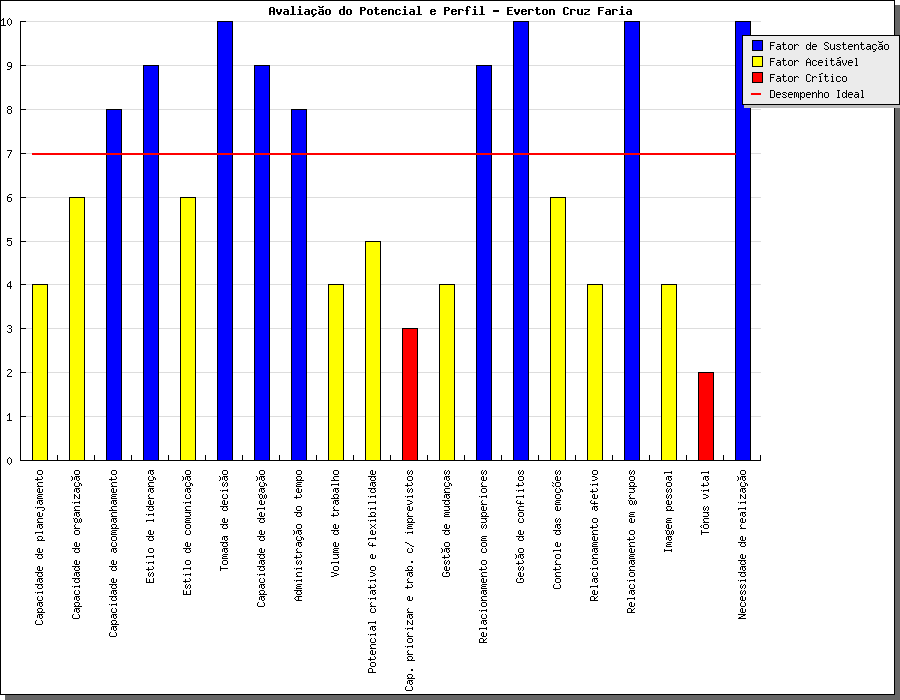 Avaliação do Potencial e Perfil - Everton Cruz Faria
10
9
8
7
6
5
4
3
2
1
0
Fator de Sustentação
Fator Aceitável
Fator Crítico
Desempenho Ideal
Capacidade de planejamento
Capacidade de organização
Capacidade de acompanhamento
Estilo de liderança
Estilo de comunicação
Tomada de decisão
Capacidade de delegação
Administração do tempo
Volume de trabalho
Potencial criativo e flexibilidade
Cap. priorizar e trab. c/ imprevistos
Gestão de mudanças
Relacionamento com superiores
Gestão de conflitos
Controle das emoções
Relacionamento afetivo
Relacionamento em grupos
Imagem pessoal
Tônus vital
Necessidade de realização